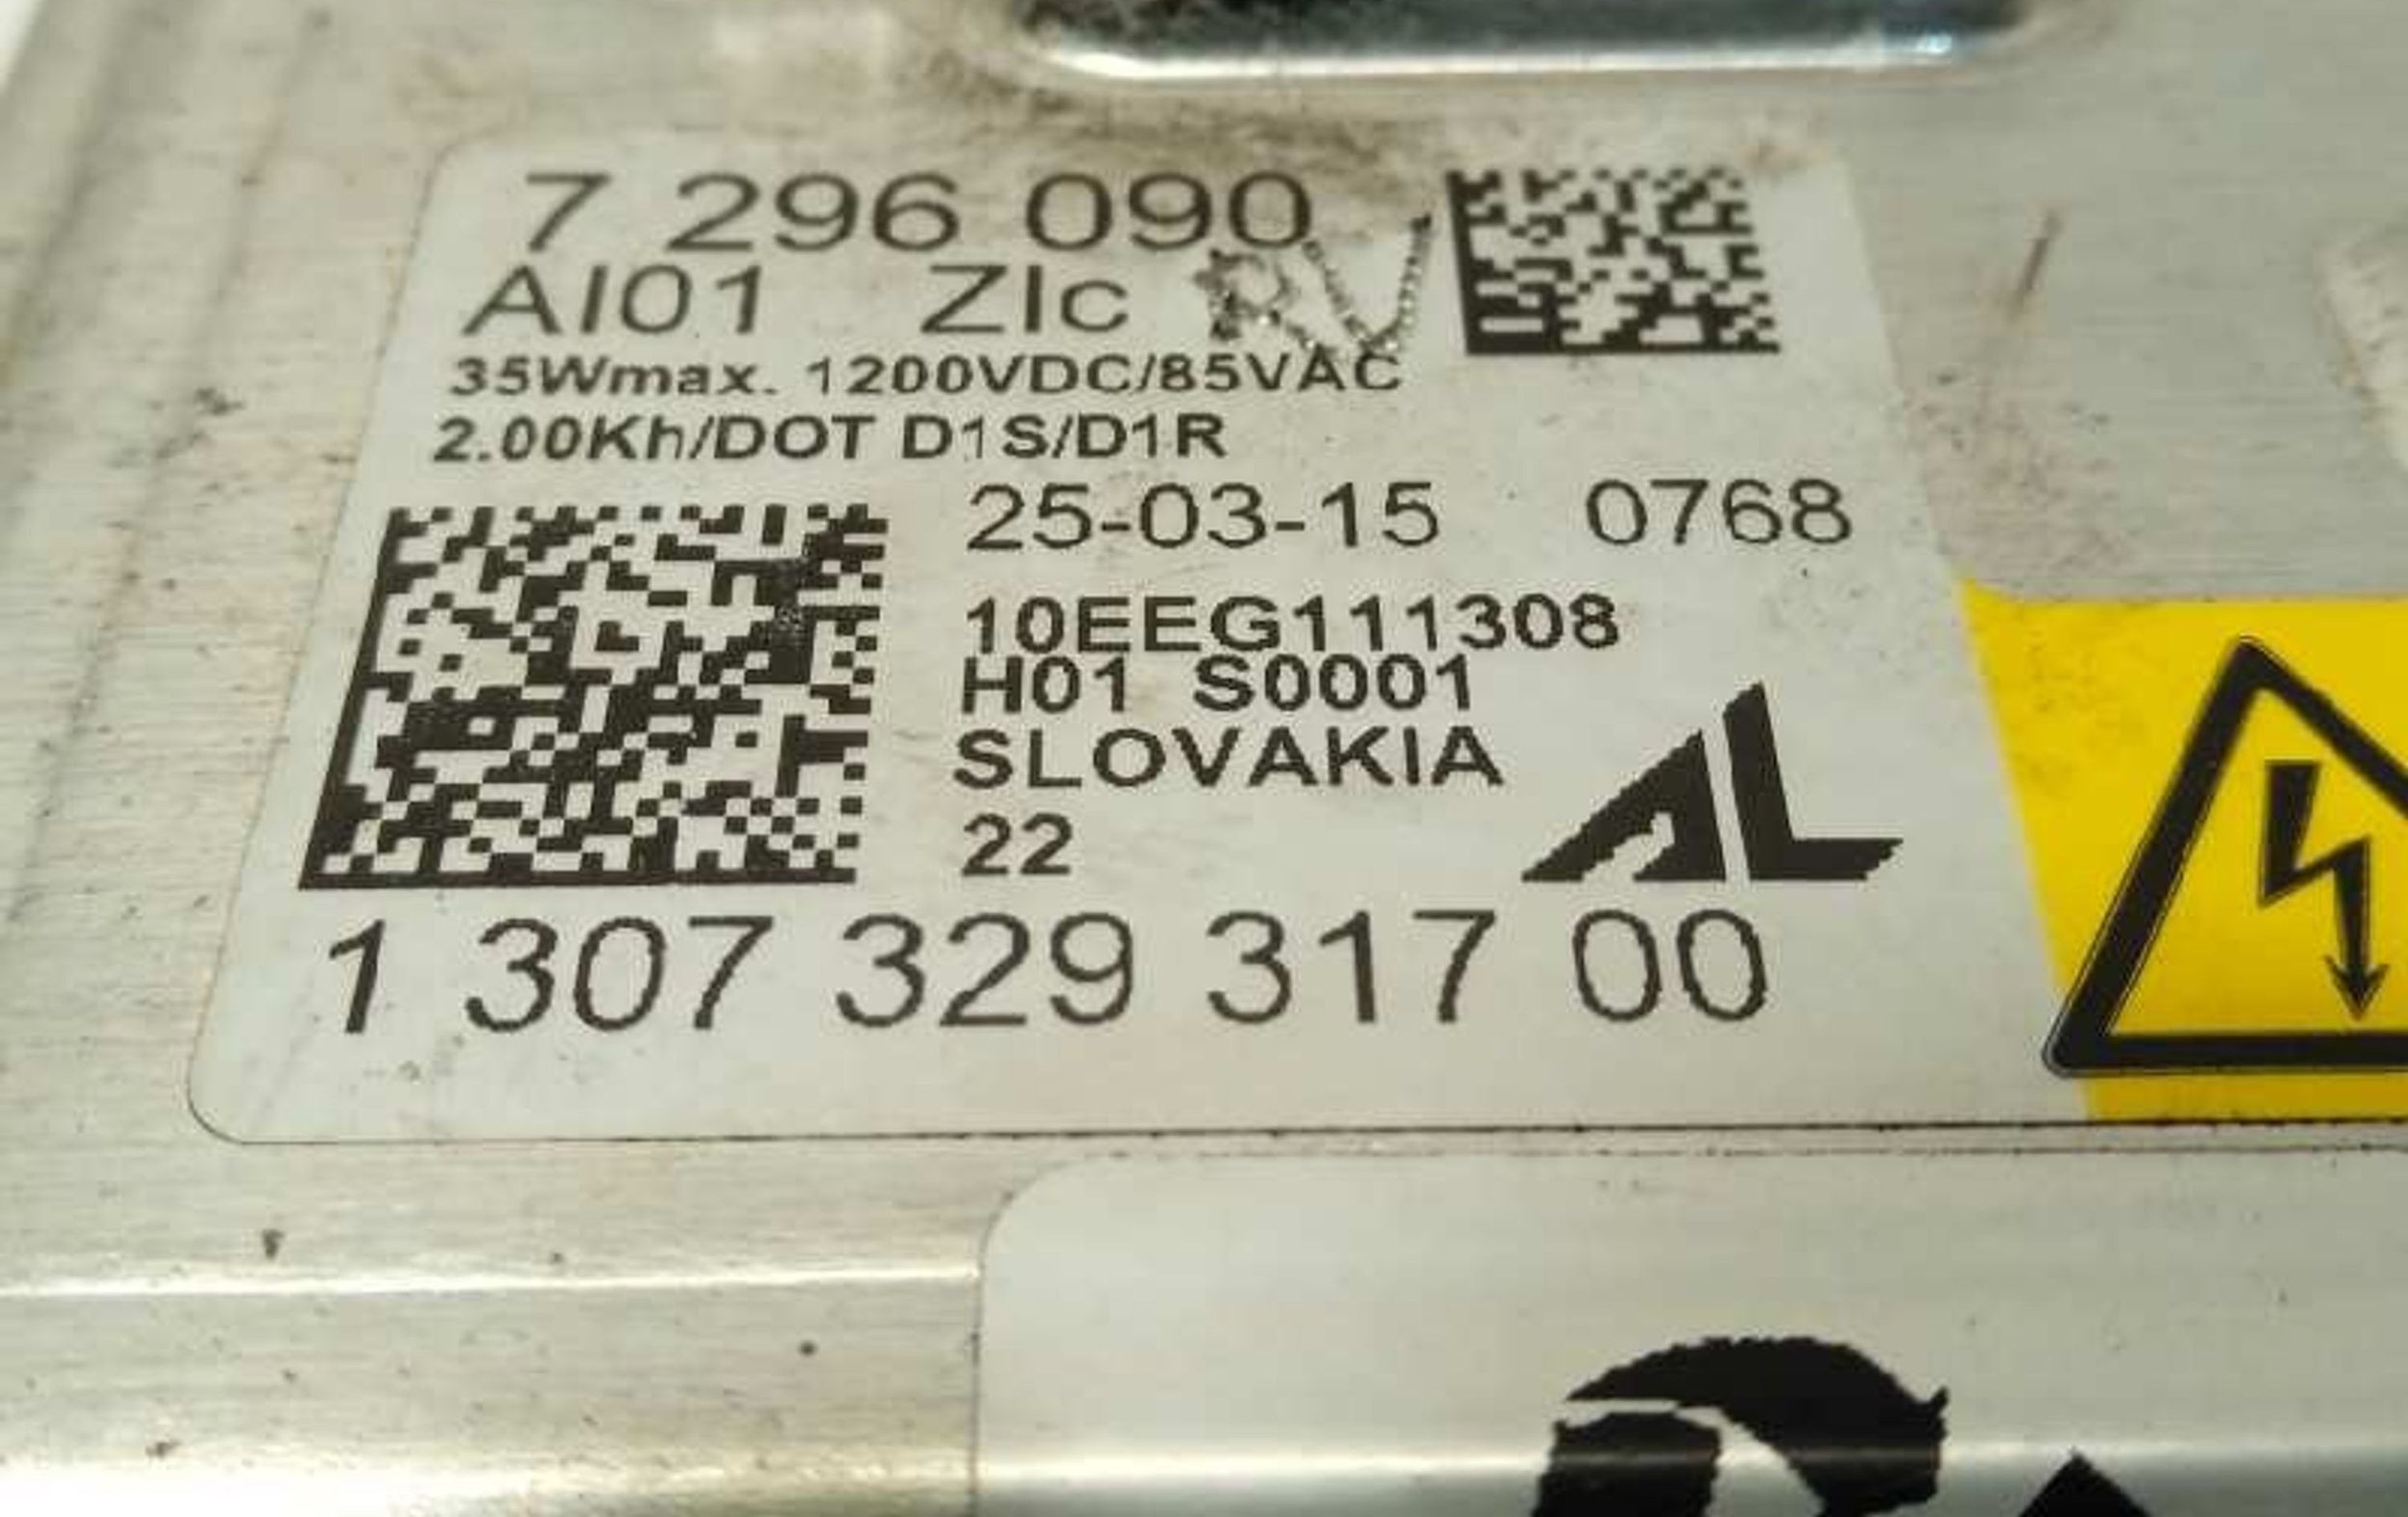 7 296 090
AI01 ZIc RV
35Wmax. 1200VDC/85VAC
2.00Kh/DOT D1S/D1R
25-03-15 0768
10EEG111308
H01 S0001
SLOVAKIA
22
AL
1 307 329 317 00